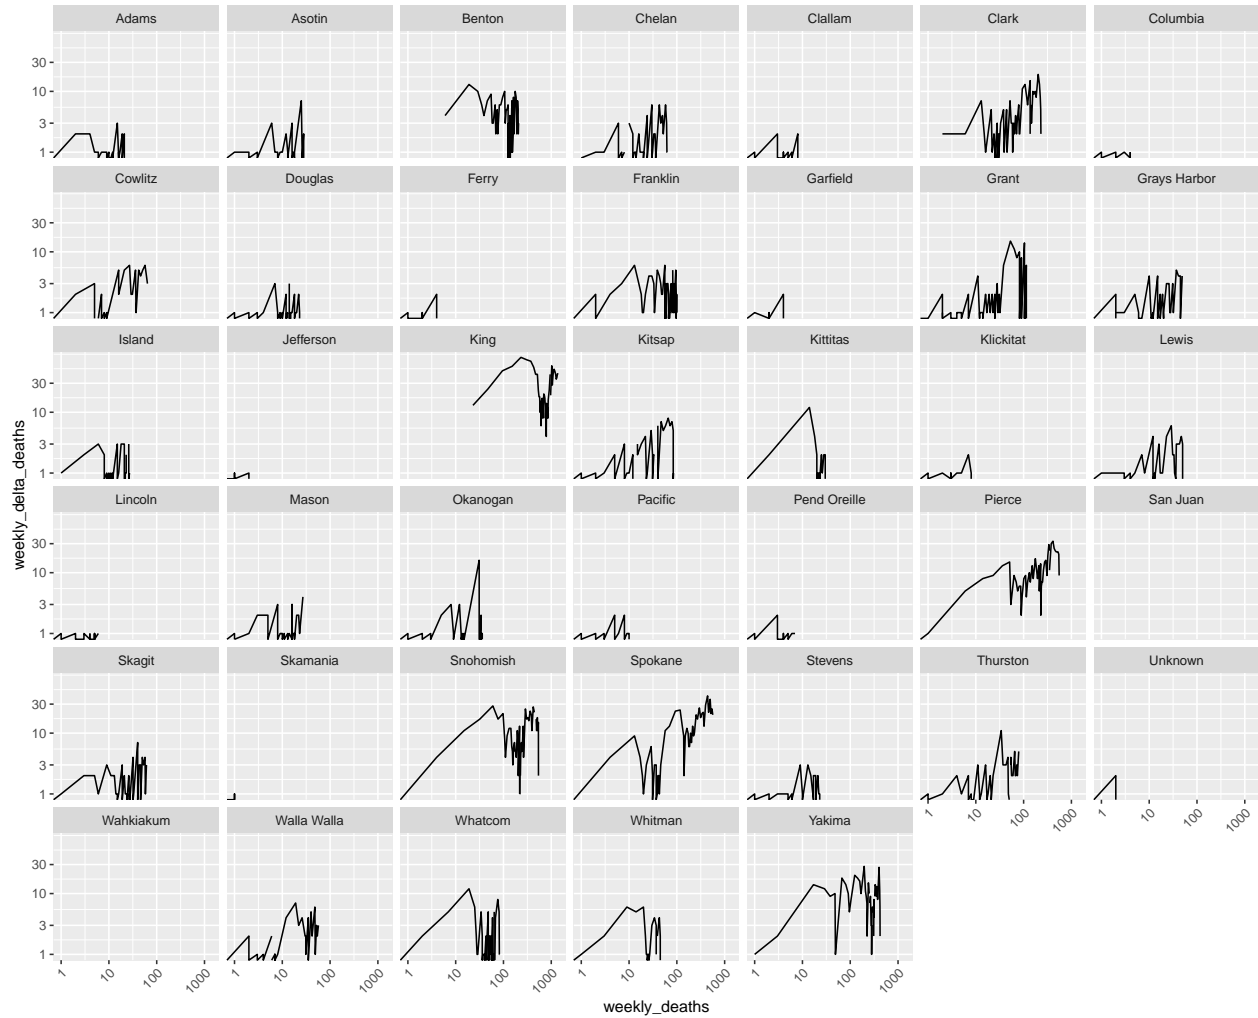 Adams Asotin Benton Chelan Clallam Clark Columbia
30
10
3
1
Cowlitz Douglas Ferry Franklin Garfield Grant Grays Harbor
30
10
3
1
Island Jefferson King Kitsap Kittitas Klickitat Lewis
30
10
3
1
weekly_delta_deaths
Lincoln Mason Okanogan Pacific Pend Oreille Pierce San Juan
30
10
3
1
Skagit Skamania Snohomish Spokane Stevens Thurston Unknown
30
10
3
1
1 10 100 1000 1 10 100 1000
Wahkiakum Walla Walla Whatcom Whitman Yakima
30
10
3
1
1 10 100 1000 1 10 100 1000 1 10 100 1000 1 10 100 1000 1 10 100 1000
weekly_deaths